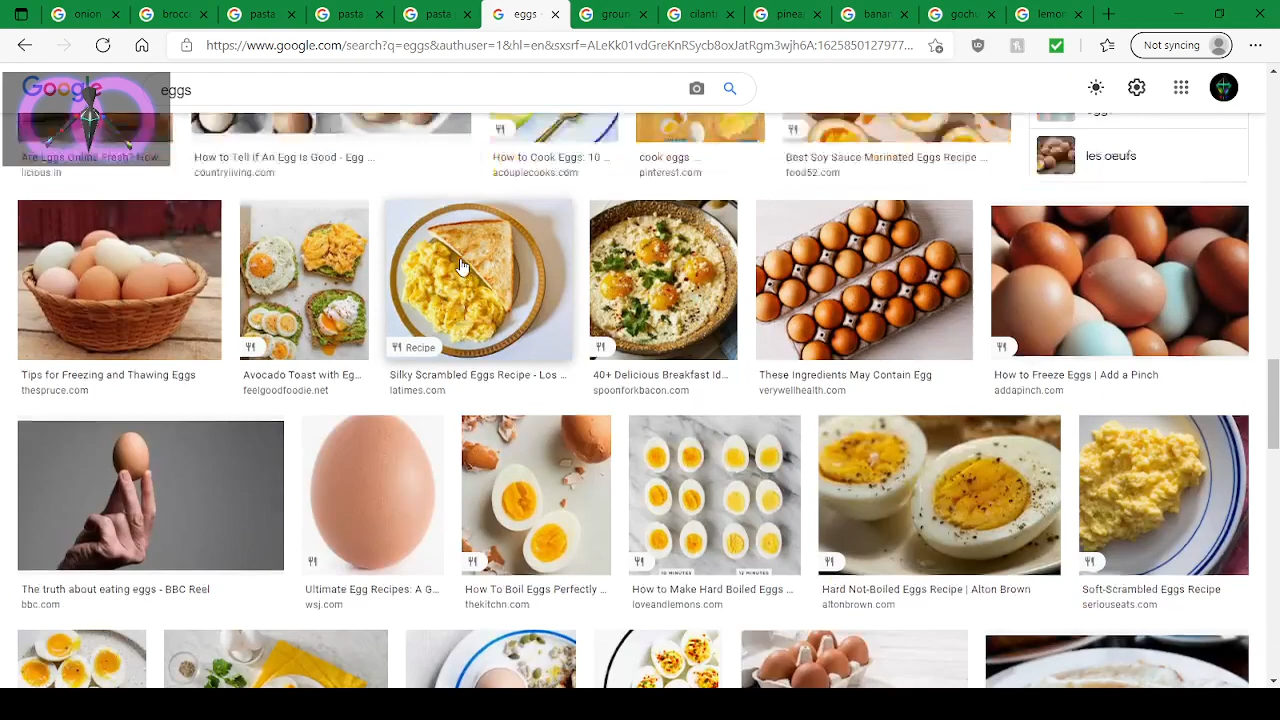 onion
brocc
pasta
pasta
pasta
eggs
groun
cilant
pinea
banan
gochu
lemon
https://www.google.com/search?q=eggs&authuser=1&hl=en&sxsrf=ALeKk01vdGreKnRSycb8oxJatRgm3wjh6A:1625850127977...
Not syncing
Google
eggs
Are Eggs Online Fresh? How...
licious.in
How to Tell If An Egg Is Good - Egg ...
countryliving.com
How to Cook Eggs: 10 ...
acouplecooks.com
cook eggs ...
pinterest.com
Best Soy Sauce Marinated Eggs Recipe ...
food52.com
les oeufs
Recipe
Tips for Freezing and Thawing Eggs
thespruce.com
Avocado Toast with Eg...
feelgoodfoodie.net
Silky Scrambled Eggs Recipe - Los ...
latimes.com
40+ Delicious Breakfast Id...
spoonforkbacon.com
These Ingredients May Contain Egg
verywellhealth.com
How to Freeze Eggs | Add a Pinch
addapinch.com
The truth about eating eggs - BBC Reel
bbc.com
Ultimate Egg Recipes: A G...
wsj.com
How To Boil Eggs Perfectly ...
thekitchn.com
How to Make Hard Boiled Eggs ...
loveandlemons.com
Hard Not-Boiled Eggs Recipe | Alton Brown
altonbrown.com
Soft-Scrambled Eggs Recipe
seriouseats.com